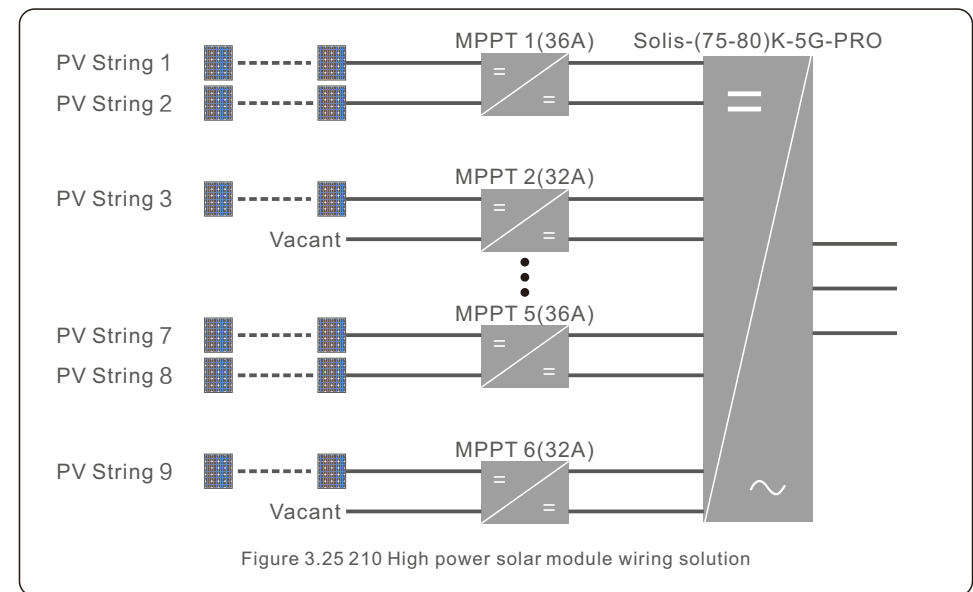 MPPT 1(36A) Solis-(75-80)K-5G-PRO
PV String 1
PV String 2
MPPT 2(32A)
PV String 3
Vacant
MPPT 5(36A)
PV String 7
PV String 8
MPPT 6(32A)
PV String 9
Vacant
Figure 3.25 210 High power solar module wiring solution